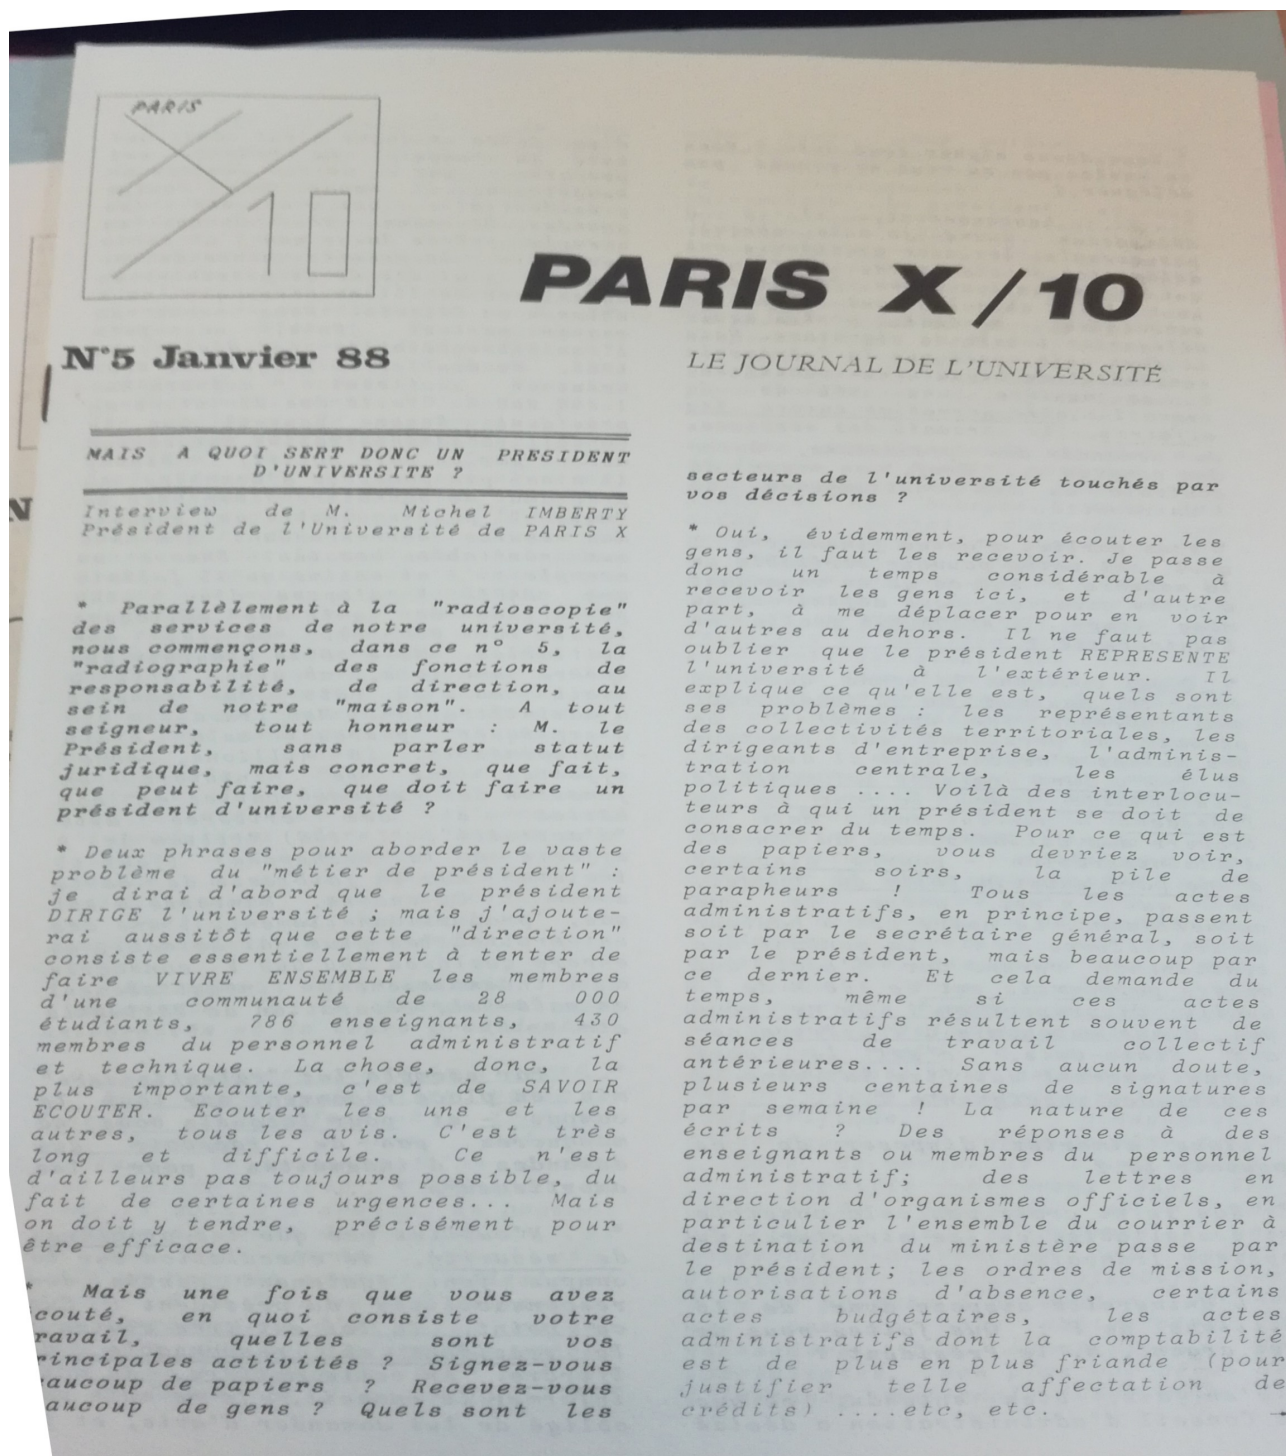 PARIS
X/10
PARIS X/10
N°5 Janvier 88
LE JOURNAL DE L'UNIVERSITÉ
MAIS A QUOI SERT DONC UN PRESIDENT
D'UNIVERSITE ?
Interview de M. Michel IMBERTY
Président de l'Université de PARIS X
* Parallèlement à la "radioscopie"
des services de notre université,
nous commençons, dans ce n° 5, la
"radiographie" des fonctions de
responsabilité, de direction, au
sein de notre "maison". A tout
seigneur, tout honneur : M. le
Président, sans parler statut
juridique, mais concret, que fait,
que peut faire, que doit faire un
président d'université ?
* Deux phrases pour aborder le vaste
problème du "métier de président" :
je dirai d'abord que le président
DIRIGE l'université ; mais j'ajoute-
rai aussitôt que cette "direction"
consiste essentiellement à tenter de
faire VIVRE ENSEMBLE les membres
d'une communauté de 28 000
étudiants, 786 enseignants, 430
membres du personnel administratif
et technique. La chose, donc, la
plus importante, c'est de SAVOIR
ECOUTER. Ecouter les uns et les
autres, tous les avis. C'est très
long et difficile. Ce n'est
d'ailleurs pas toujours possible, du
fait de certaines urgences... Mais
on doit y tendre, précisément pour
être efficace.
* Mais une fois que vous avez
couté, en quoi consiste votre
ravail, quelles sont vos
rincipales activités ? Signez-vous
aucoup de papiers ? Recevez-vous
aucoup de gens ? Quels sont les
secteurs de l'université touchés par
vos décisions ?
* Oui, évidemment, pour écouter les
gens, il faut les recevoir. Je passe
donc un temps considérable à
recevoir les gens ici, et d'autre
part, à me déplacer pour en voir
d'autres au dehors. Il ne faut pas
oublier que le président REPRESENTE
l'université à l'extérieur. Il
explique ce qu'elle est, quels sont
ses problèmes : les représentants
des collectivités territoriales, les
dirigeants d'entreprise, l'adminis-
tration centrale, les élus
politiques .... Voilà des interlocu-
teurs à qui un président se doit de
consacrer du temps. Pour ce qui est
des papiers, vous devriez voir,
certains soirs, la pile de
parapheurs ! Tous les actes
administratifs, en principe, passent
soit par le secrétaire général, soit
par le président, mais beaucoup par
ce dernier. Et cela demande du
temps, même si ces actes
administratifs résultent souvent de
séances de travail collectif
antérieures.... Sans aucun doute,
plusieurs centaines de signatures
par semaine ! La nature de ces
écrits ? Des réponses à des
enseignants ou membres du personnel
administratif; des lettres en
direction d'organismes officiels, en
particulier l'ensemble du courrier à
destination du ministère passe par
le président; les ordres de mission,
autorisations d'absence, certains
actes budgétaires, les actes
administratifs dont la comptabilité
est de plus en plus friande (pour
justifier telle affectation de
crédits) ....etc, etc.